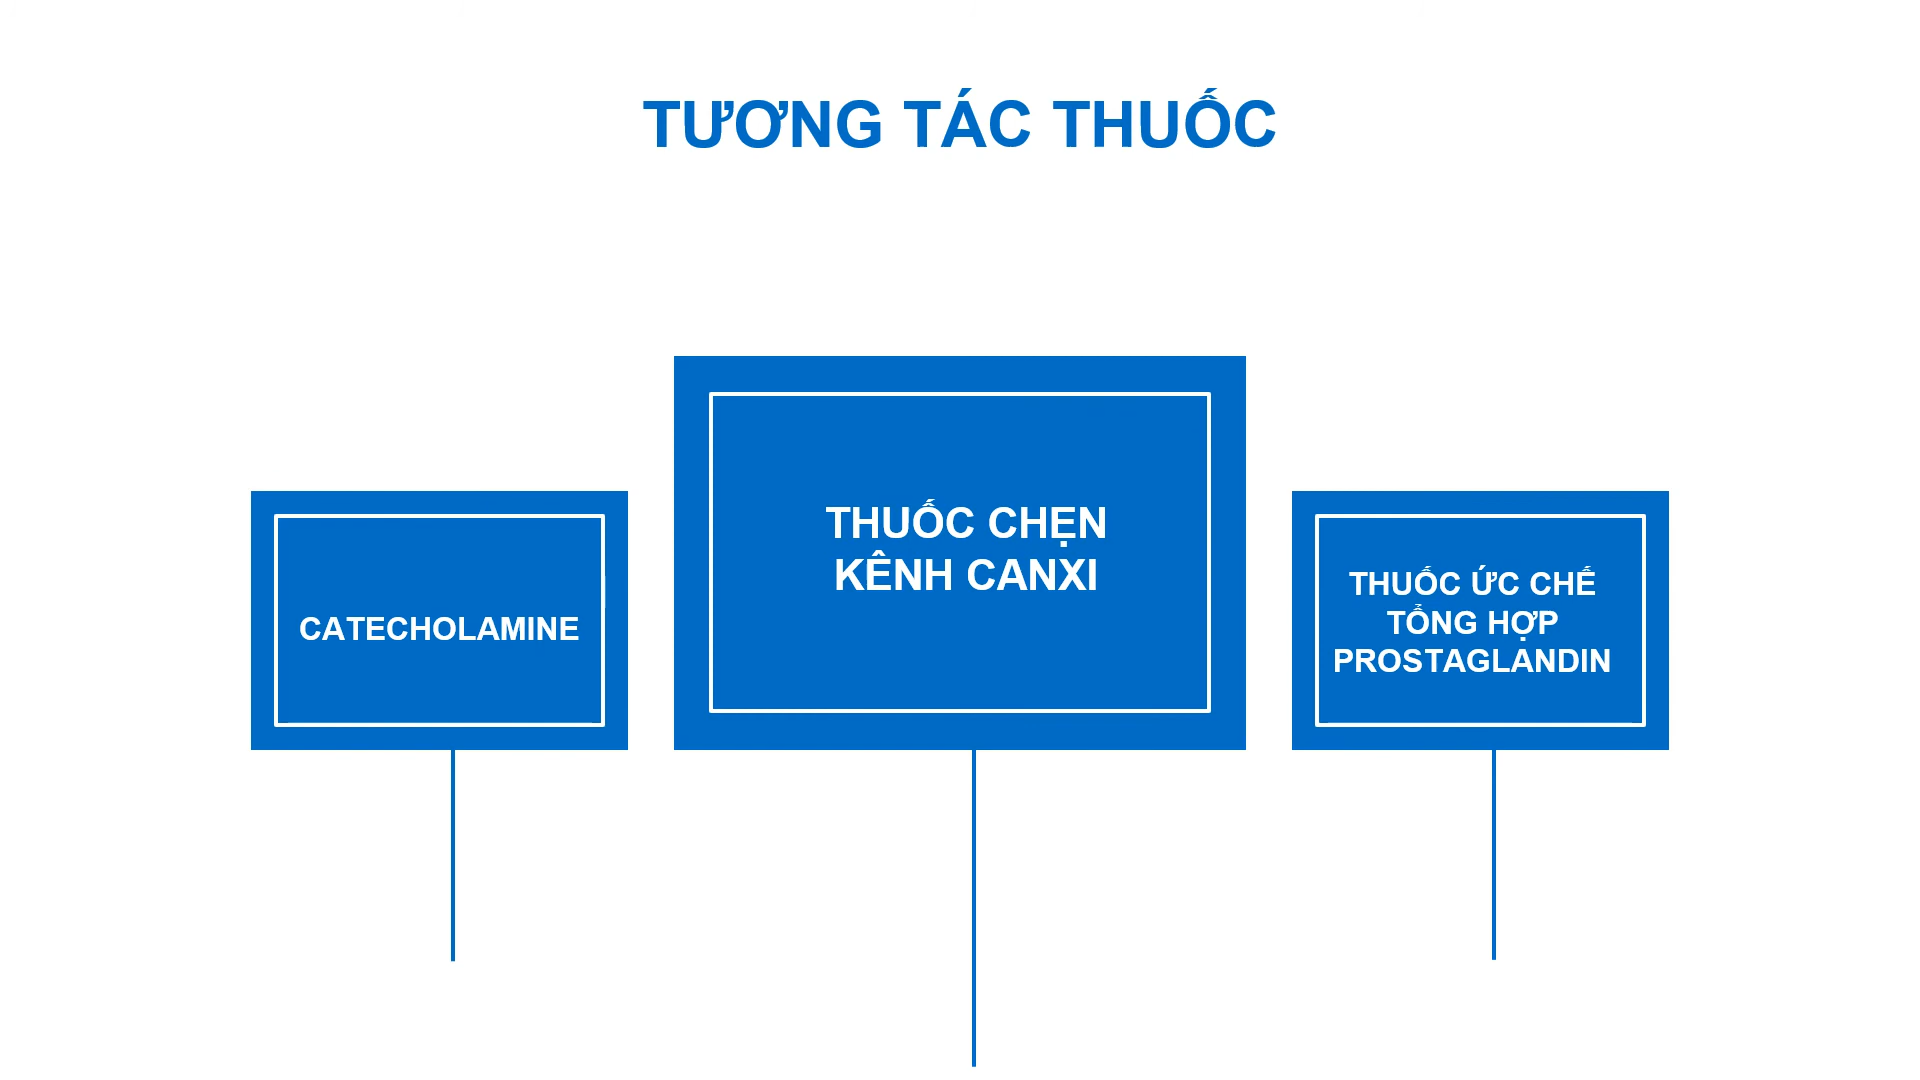 TƯƠNG TÁC THUỐC
CATECHOLAMINE
THUỐC CHẸN
KÊNH CANXI
THUỐC ỨC CHẾ
TỔNG HỢP
PROSTAGLANDIN